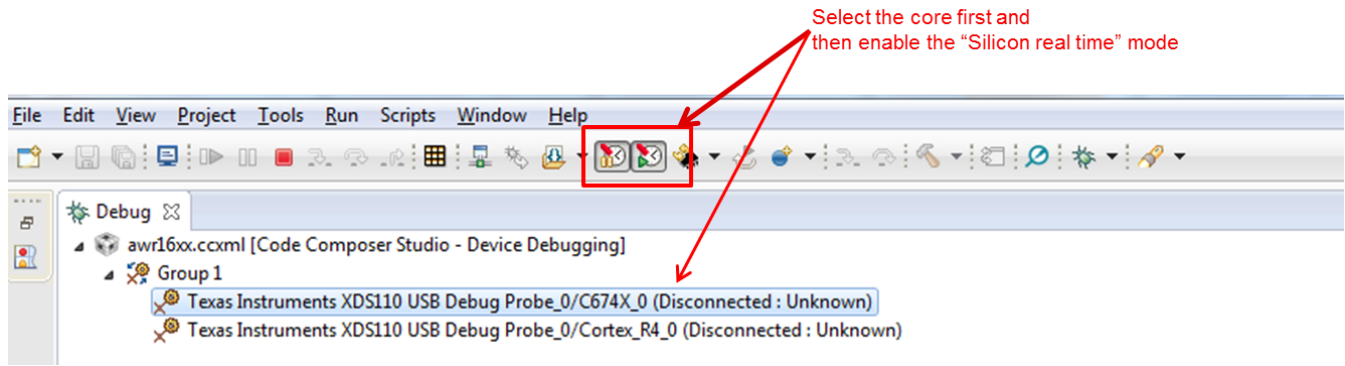 Select the core first and
then enable the “Silicon real time” mode
File Edit View Project Tools Run Scripts Window Help
Debug
awr16xx.ccxml [Code Composer Studio - Device Debugging]
Group 1
Texas Instruments XDS110 USB Debug Probe_0/C674X_0 (Disconnected : Unknown)
Texas Instruments XDS110 USB Debug Probe_0/Cortex_R4_0 (Disconnected : Unknown)